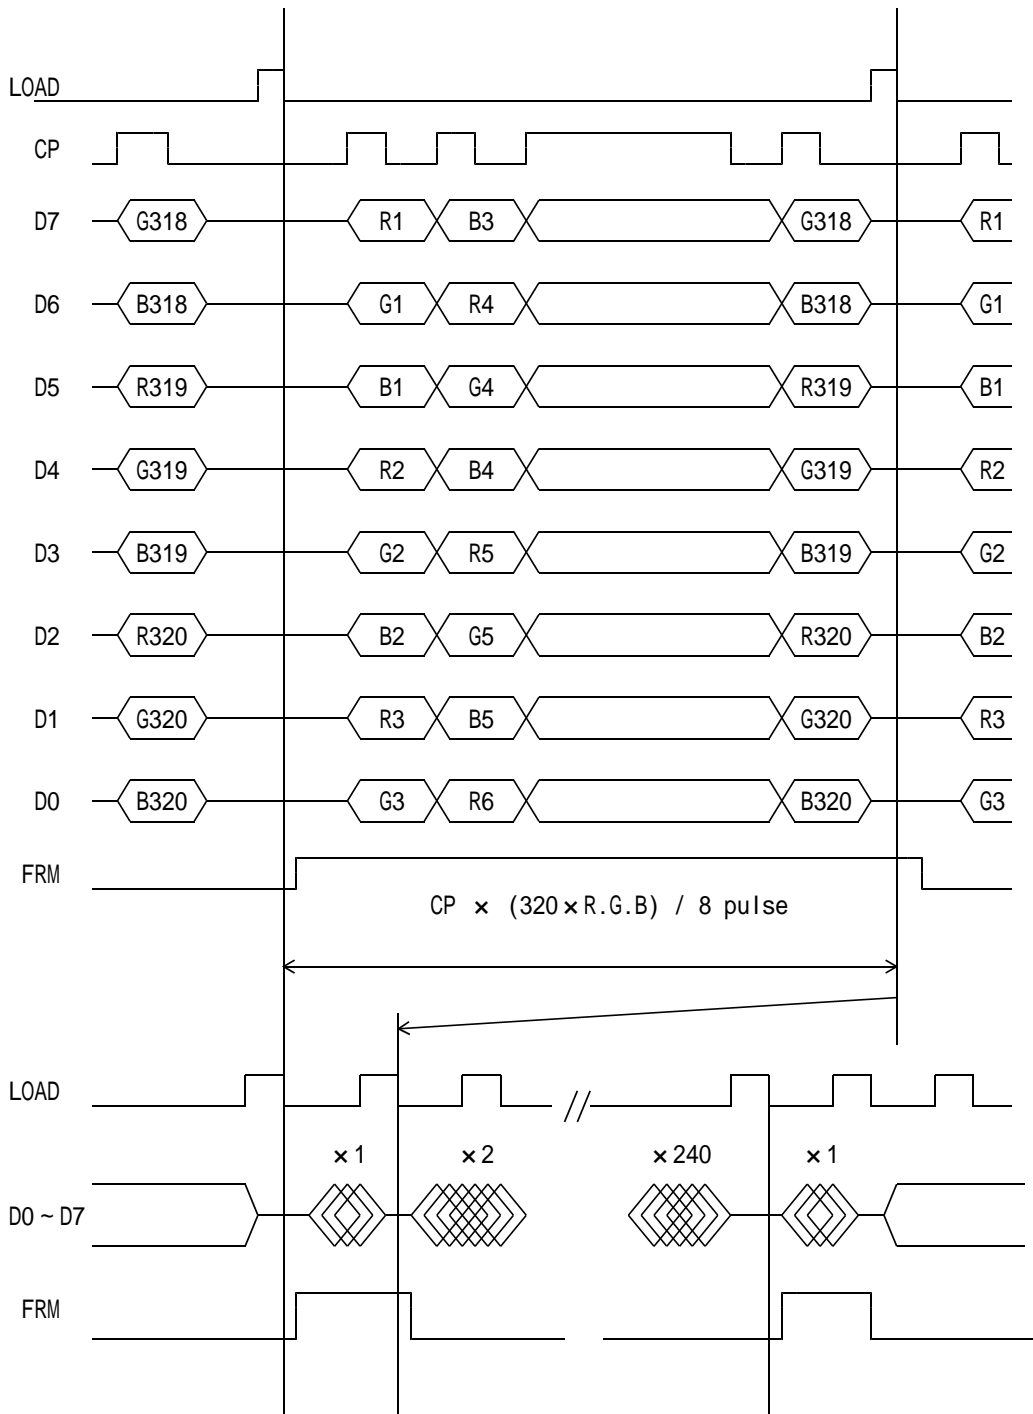 LOAD
CP
D7 G318 R1 B3 G318 R1
D6 B318 G1 R4 B318 G1
D5 R319 B1 G4 R319 B1
D4 G319 R2 B4 G319 R2
D3 B319 G2 R5 B319 G2
D2 R320 B2 G5 R320 B2
D1 G320 R3 B5 G320 R3
D0 B320 G3 R6 B320 G3
FRM
CP × (320×R.G.B) / 8 pulse
LOAD
//
×1 ×2 ×240 ×1
D0~D7
FRM